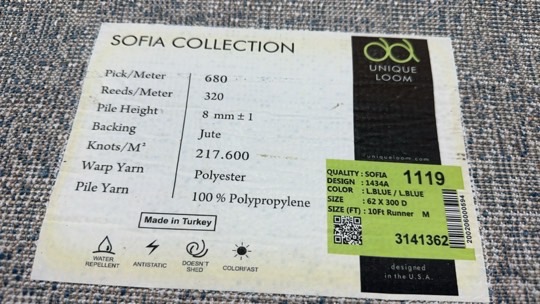 SOFIA COLLECTION
Pick/Meter 680
Reeds/Meter 320
Pile Height 8 mm ± 1
Backing Jute
Knots/M² 217.600
Warp Yarn Polyester
Pile Yarn 100 % Polypropylene
Made in Turkey
WATER REPELLENT
ANTISTATIC
DOESN'T SHED
COLORFAST
UNIQUE
LOOM
uniqueloom.com
QUALITY : SOFIA 1119
DESIGN : 1434A
COLOR : L.BLUE / L.BLUE
SIZE : 62 X 300 D
SIZE (FT) : 10Ft Runner M
3141362
200206000894
designed
in the U.S.A.